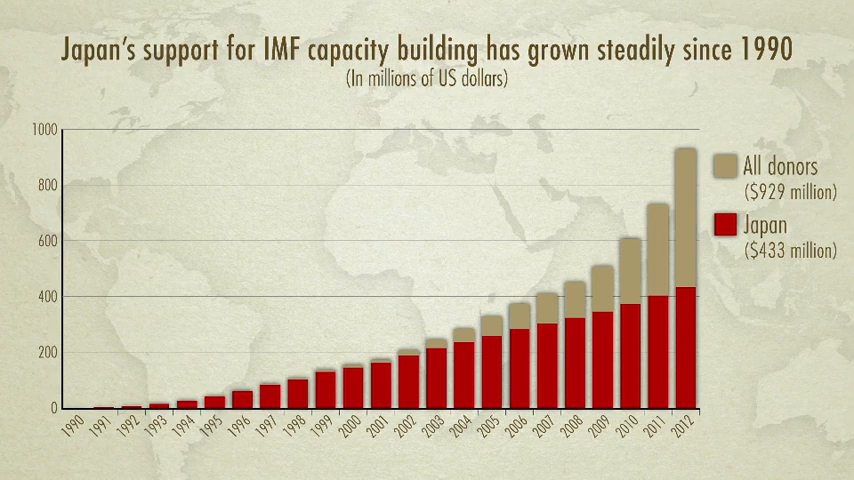 Japan's support for IMF capacity building has grown steadily since 1990
(In millions of US dollars)
1000
800
600
400
200
0
1990 1991 1992 1993 1994 1995 1996 1997 1998 1999 2000 2001 2002 2003 2004 2005 2006 2007 2008 2009 2010 2011 2012
All donors
($929 million)
Japan
($433 million)